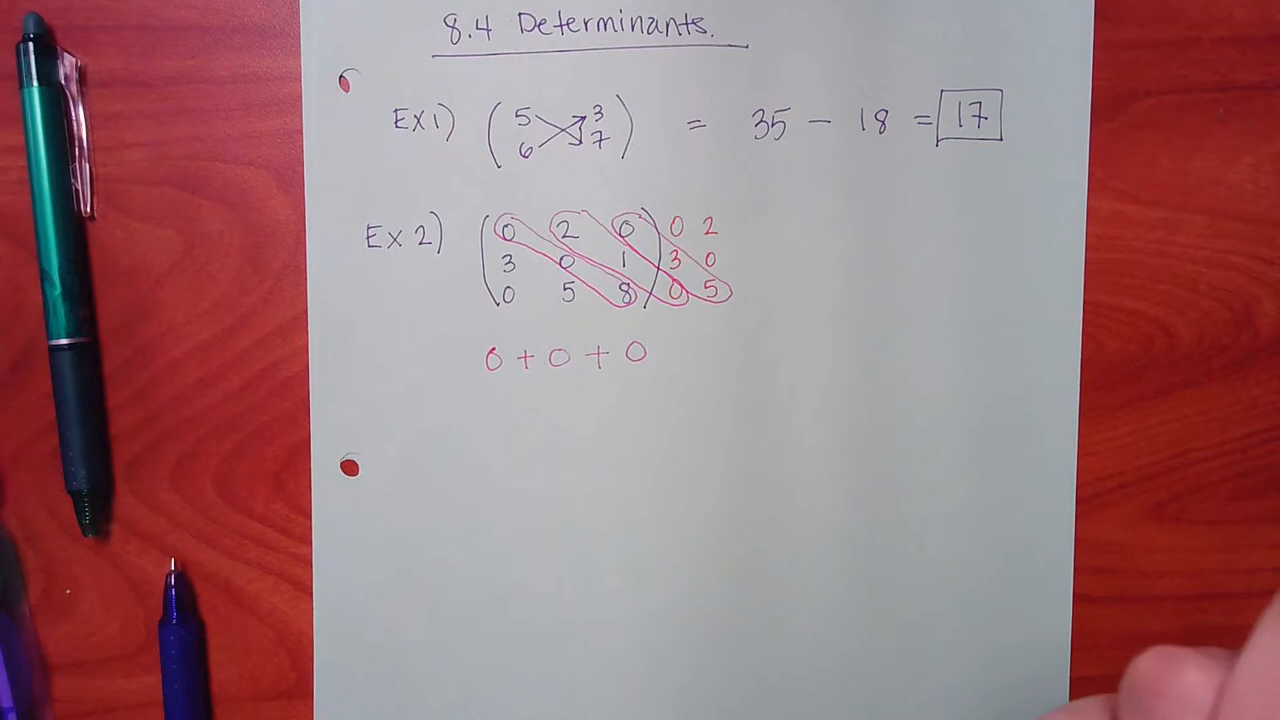 8.4 Determinants.
EX1) ( 5 3 ) = 35 - 18 = 17
6 7
Ex 2) ( 0 2 0 ) 0 2
3 0 1 3 0
0 5 8 0 5
0 + 0 + 0